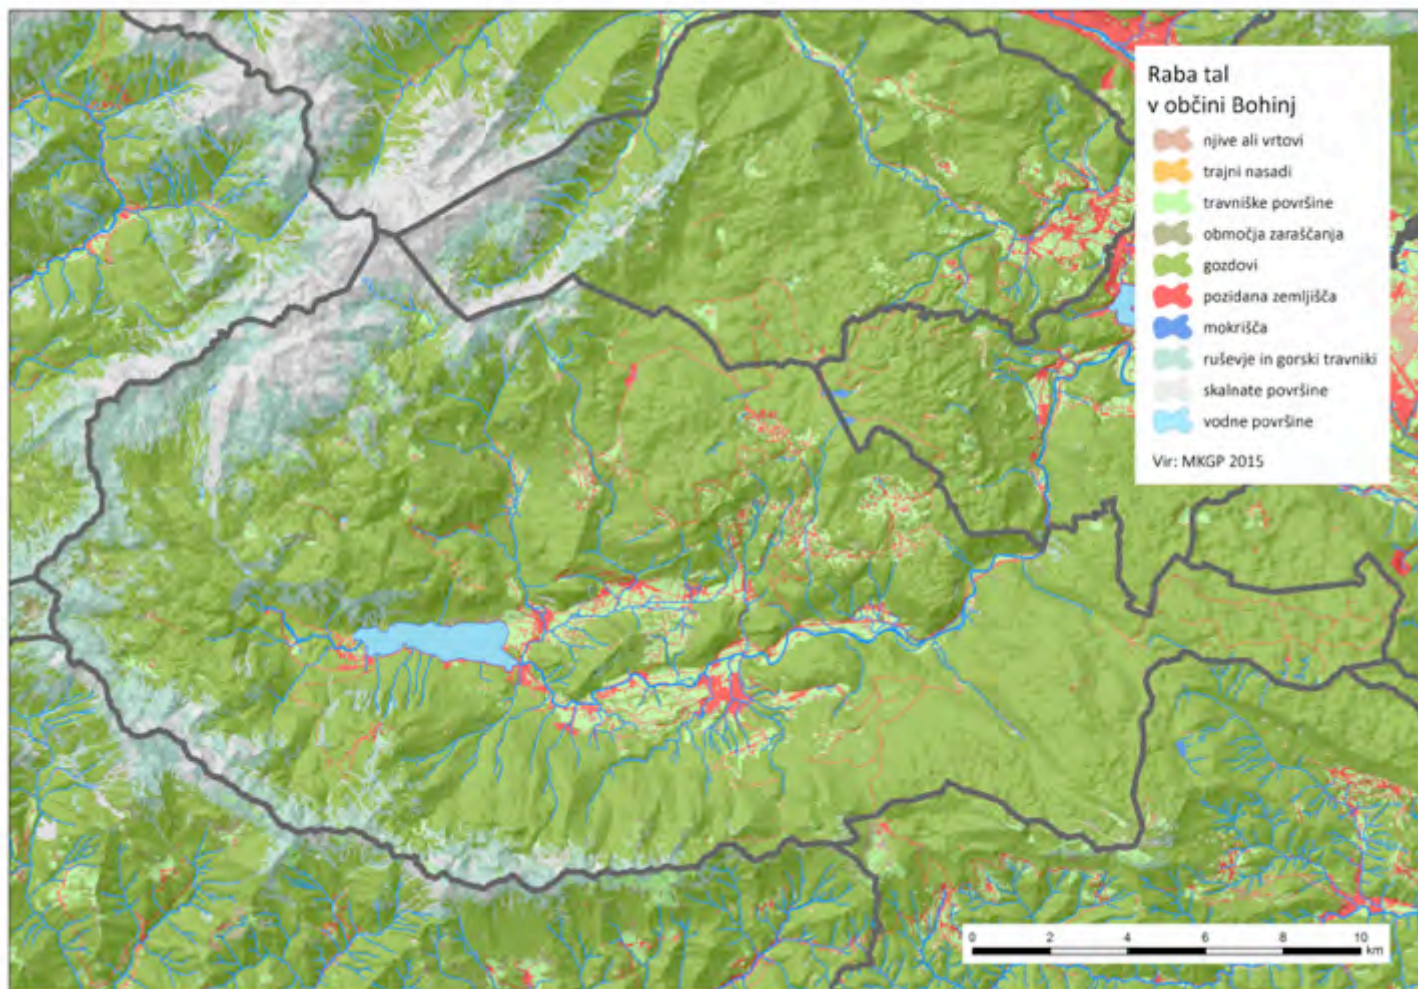 Raba tal
v občini Bohinj
njive ali vrtovi
trajni nasadi
travniške površine
območja zaraščanja
gozdovi
pozidana zemljišča
mokrišča
ruševje in gorski travniki
skalnate površine
vodne površine
Vir: MKGP 2015
0 2 4 6 8 10
km